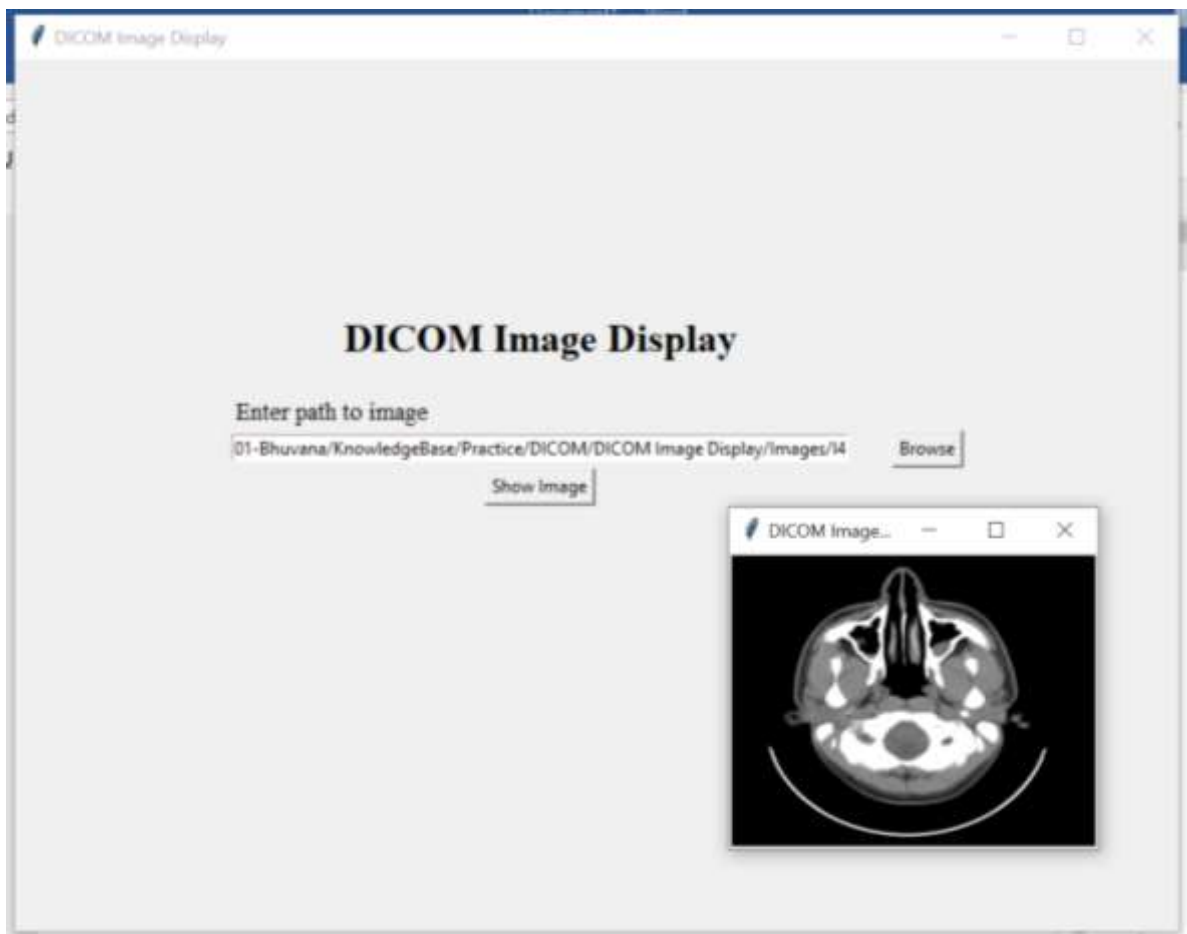 DICOM Image Display
DICOM Image Display
Enter path to image
01-Bhuvana/KnowledgeBase/Practice/DICOM/DICOM Image Display/Images/I4
Browse
Show Image
DICOM Image...